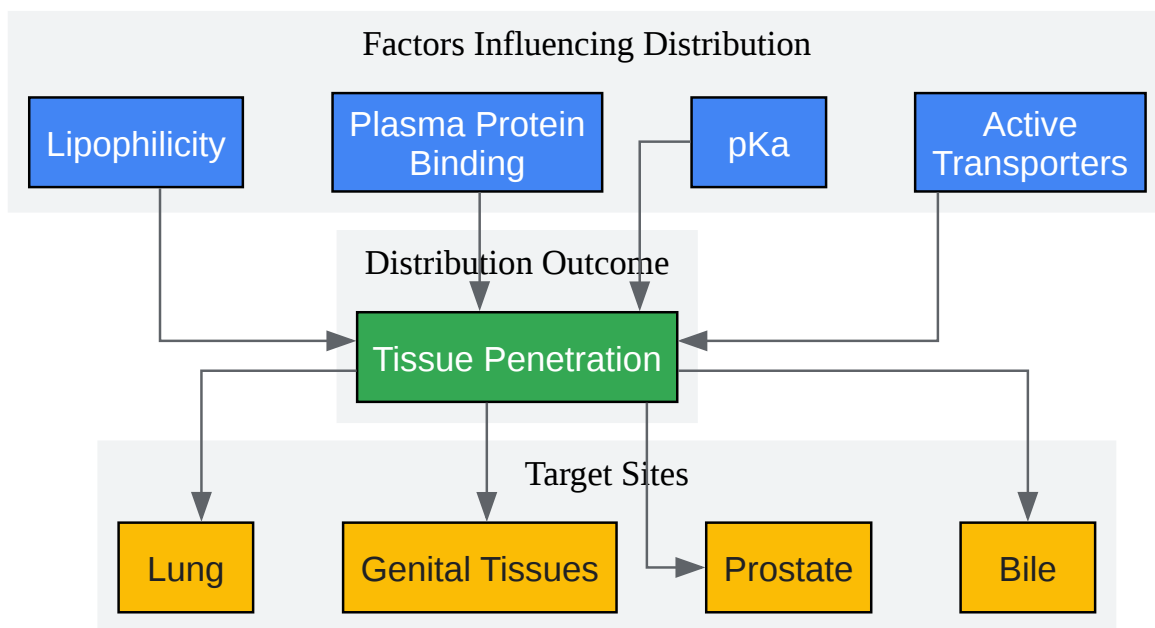 Factors Influencing Distribution
Lipophilicity
Plasma Protein
Binding
pKa
Active
Transporters
Distribution Outcome
Tissue Penetration
Target Sites
Lung
Genital Tissues
Prostate
Bile